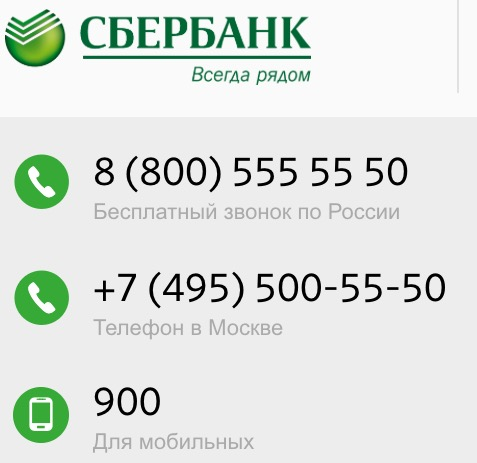 СБЕРБАНК
Всегда рядом
8 (800) 555 55 50
Бесплатный звонок по России
+7 (495) 500-55-50
Телефон в Москве
900
Для мобильных